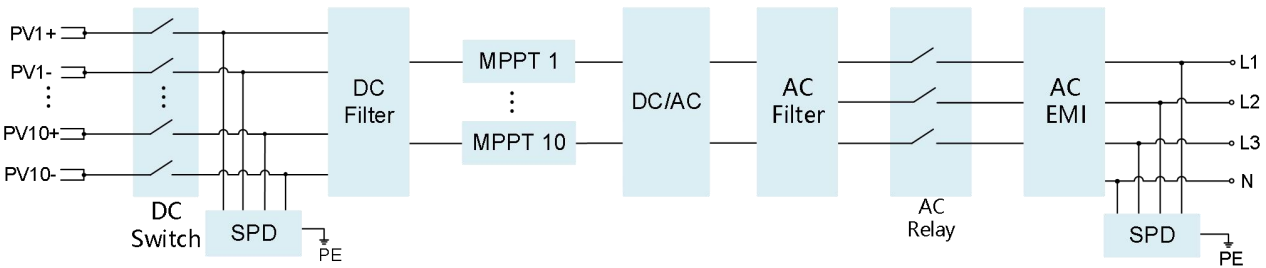 PV1+
PV1-
PV10+
PV10-
DC
Switch
SPD
PE
DC
Filter
MPPT 1
MPPT 10
DC/AC
AC
Filter
AC
Relay
AC
EMI
L1
L2
L3
N
SPD
PE